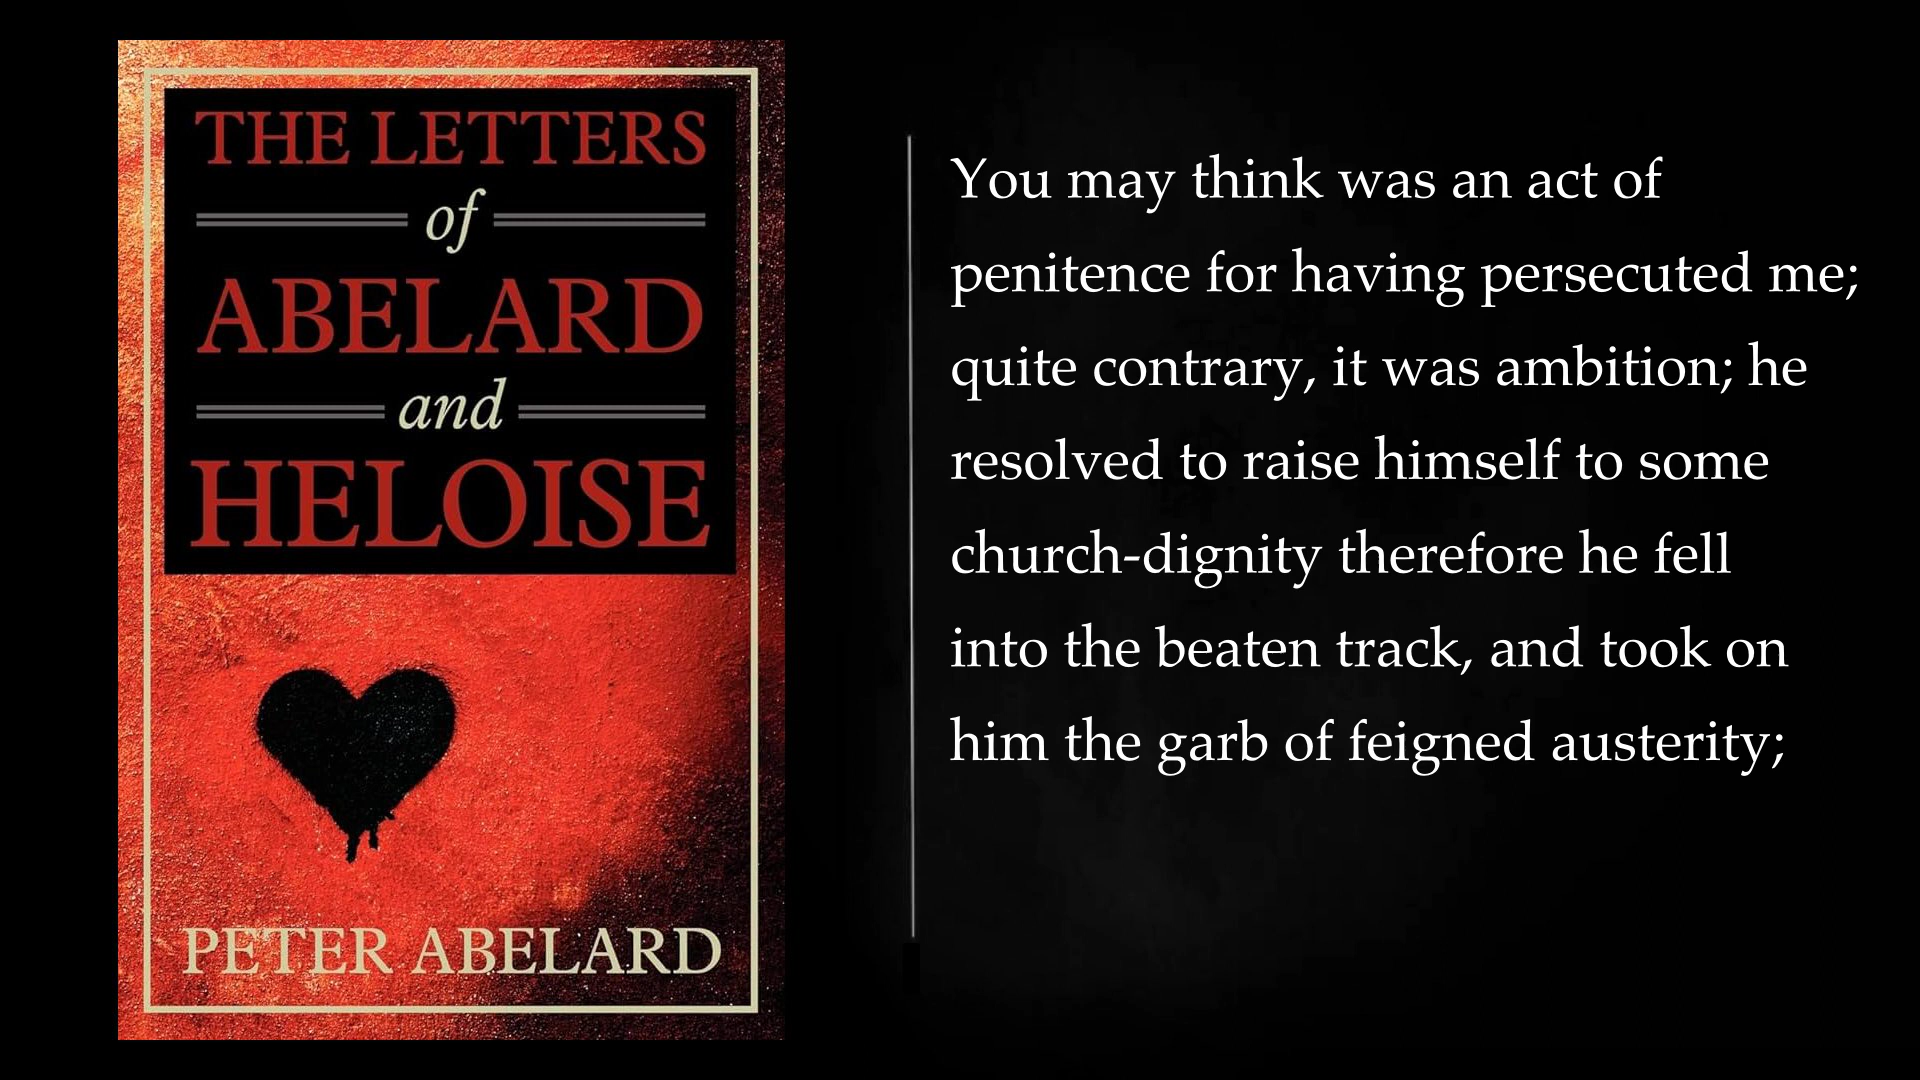 THE LETTERS
of
ABELARD
and
HELOISE
PETER ABELARD
You may think was an act of
penitence for having persecuted me;
quite contrary, it was ambition; he
resolved to raise himself to some
church-dignity therefore he fell
into the beaten track, and took on
him the garb of feigned austerity;